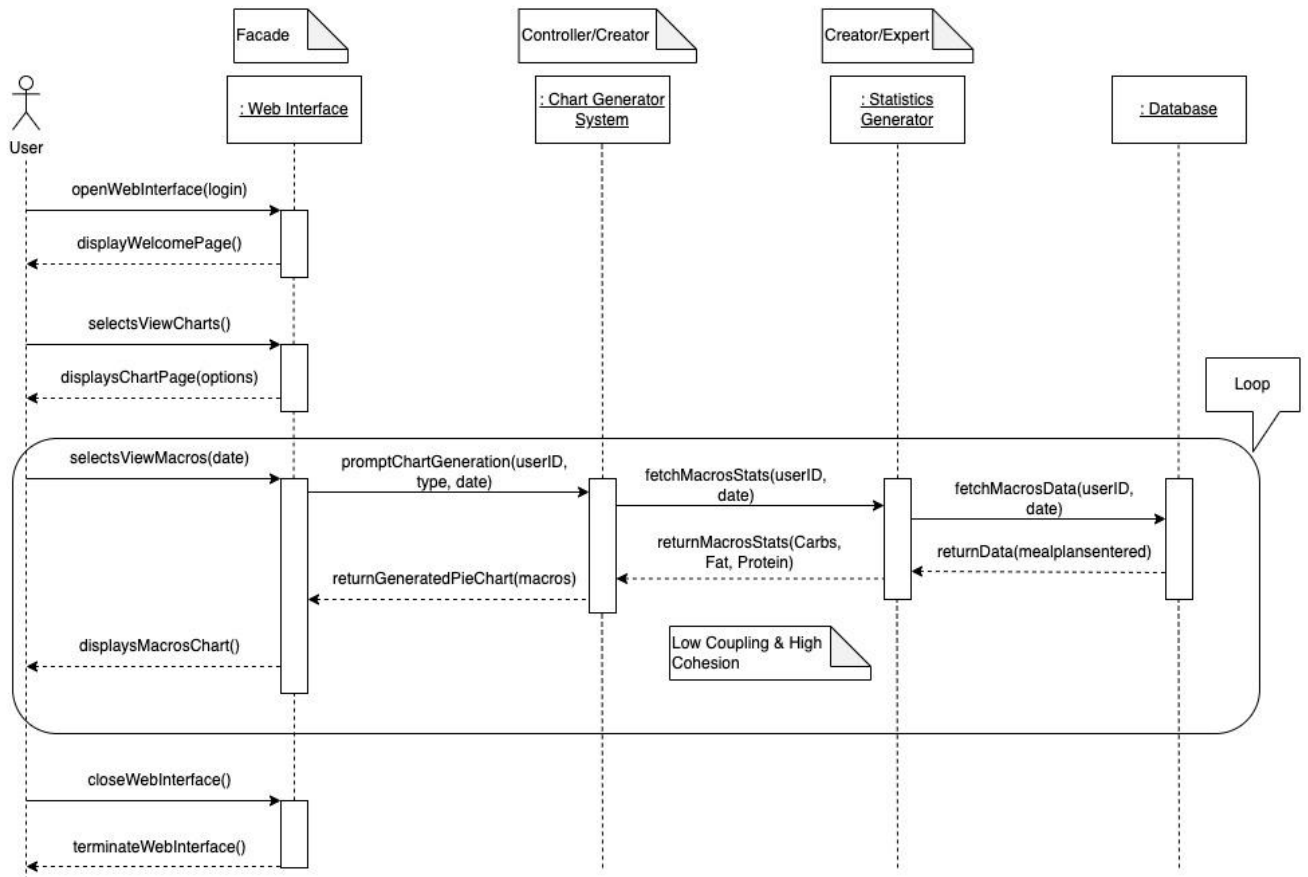 Facade
Controller/Creator
Creator/Expert
User
: Web Interface
: Chart Generator
System
: Statistics
Generator
: Database
openWebInterface(login)
displayWelcomePage()
selectsViewCharts()
displaysChartPage(options)
Loop
selectsViewMacros(date)
promptChartGeneration(userID,
type, date)
fetchMacrosStats(userID,
date)
fetchMacrosData(userID,
date)
returnData(mealplansentered)
returnMacrosStats(Carbs,
Fat, Protein)
returnGeneratedPieChart(macros)
displaysMacrosChart()
Low Coupling & High
Cohesion
closeWebInterface()
terminateWebInterface()